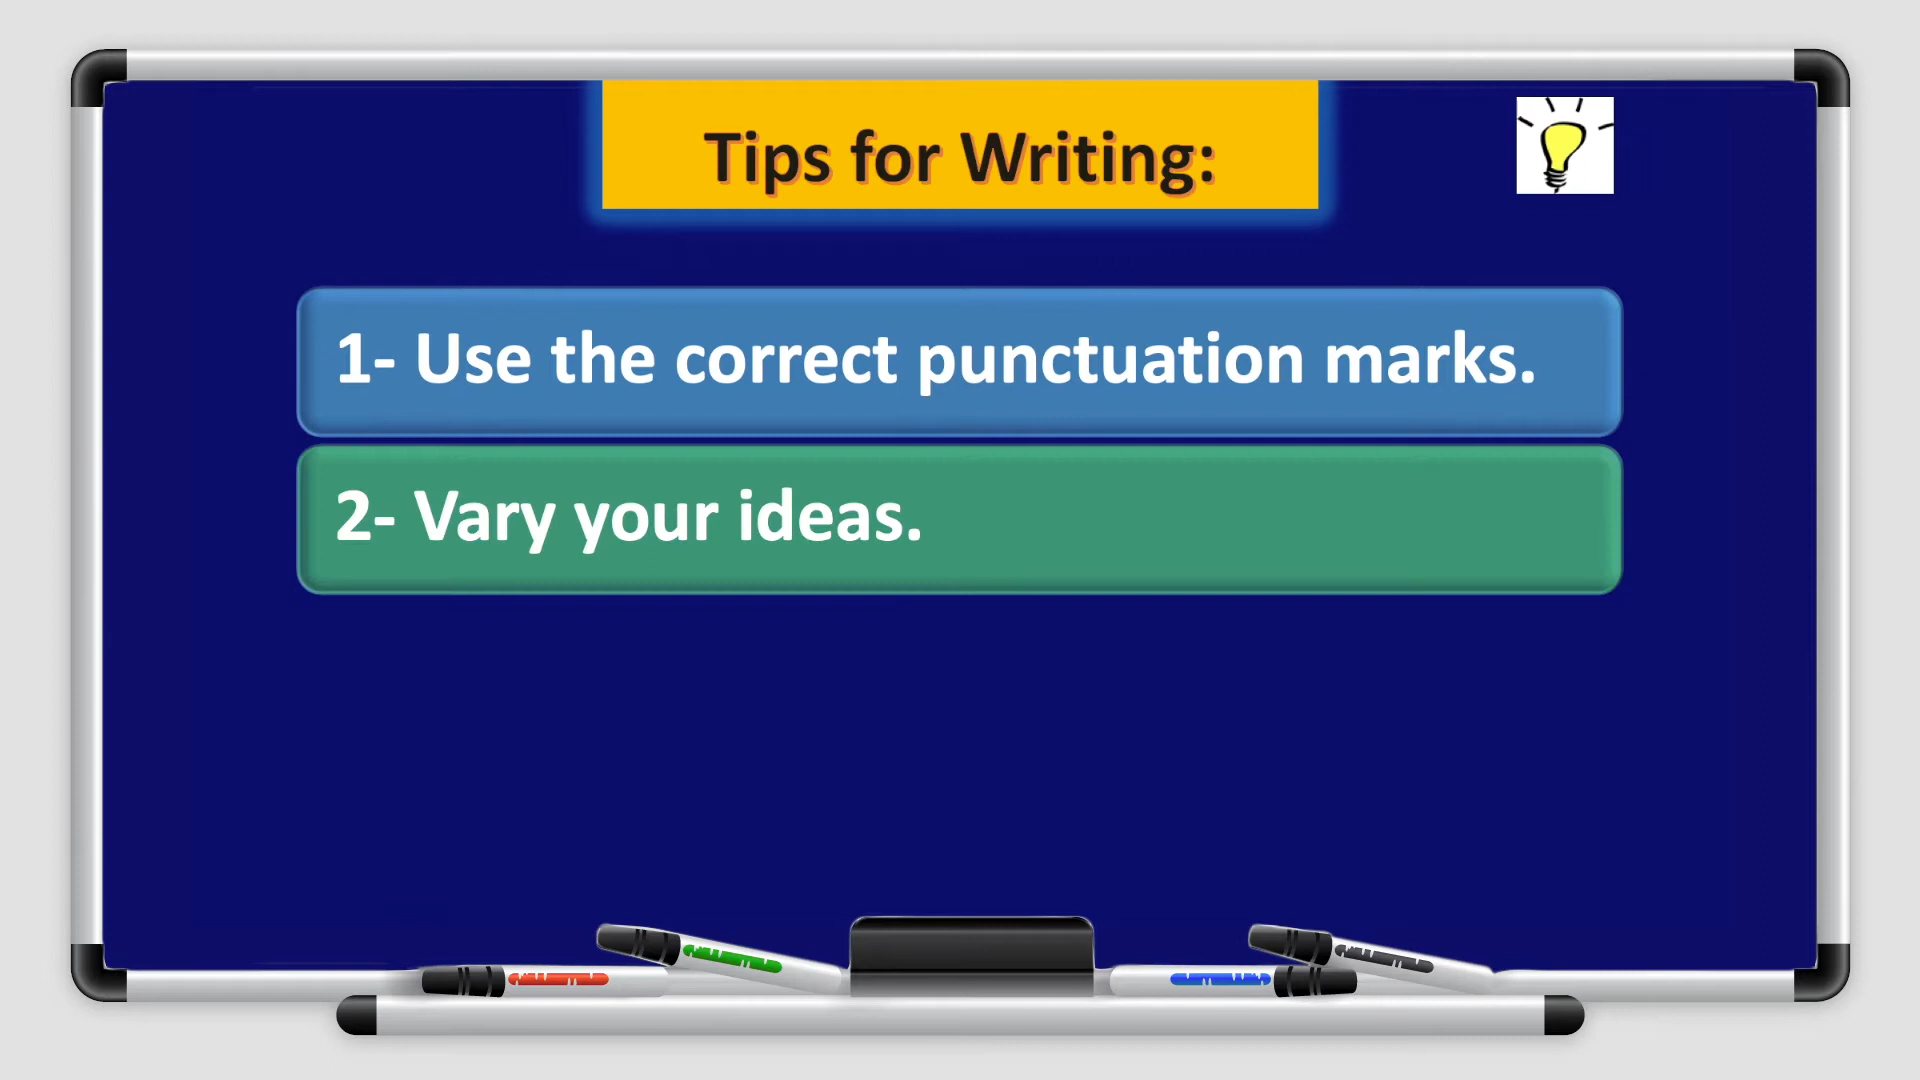 Tips for Writing:
1- Use the correct punctuation marks.
2- Vary your ideas.